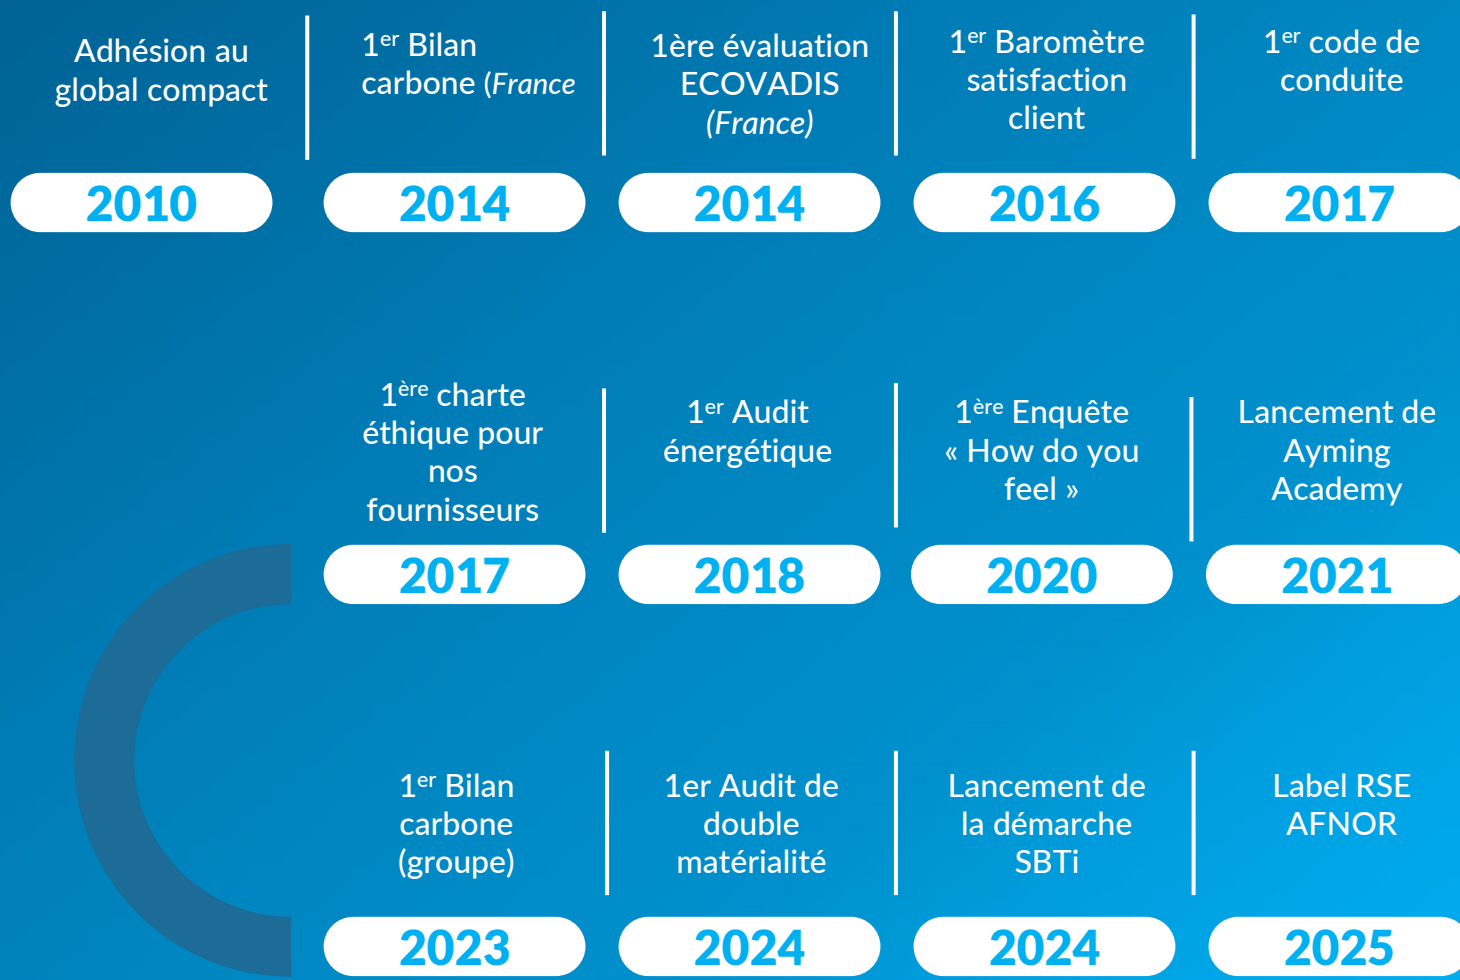 Adhésion au
global compact
2010
1er Bilan
carbone (France
2014
1ère évaluation
ECOVADIS
(France)
2014
1er Baromètre
satisfaction
client
2016
1er code de
conduite
2017
1ère charte
éthique pour
nos
fournisseurs
2017
1er Audit
énergétique
2018
1ère Enquête
« How do you
feel »
2020
Lancement de
Ayming
Academy
2021
1er Bilan
carbone
(groupe)
2023
1er Audit de
double
matérialité
2024
Lancement de
la démarche
SBTi
2024
Label RSE
AFNOR
2025